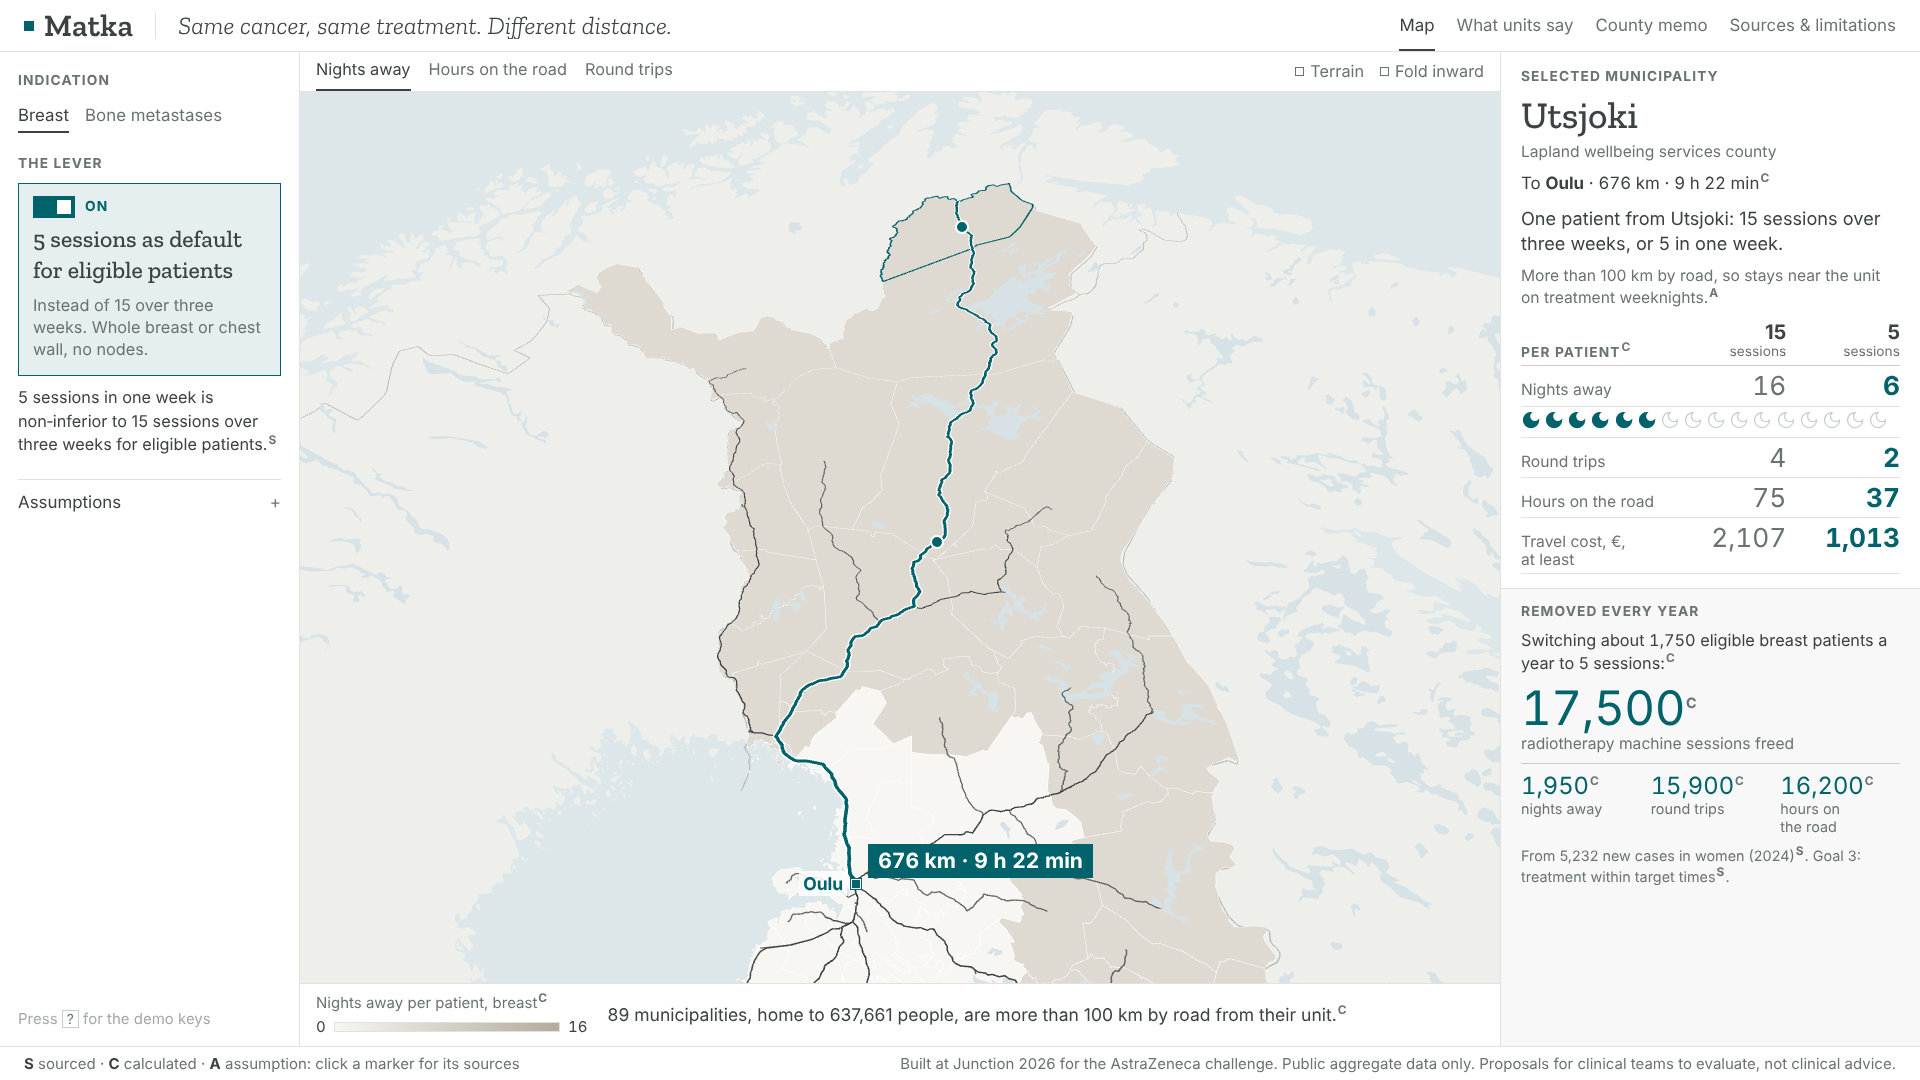 Matka
Same cancer, same treatment. Different distance.
Map What units say County memo Sources & limitations
INDICATION
Breast Bone metastases
THE LEVER
ON
5 sessions as default
for eligible patients
Instead of 15 over three
weeks. Whole breast or chest
wall, no nodes.
5 sessions in one week is
non-inferior to 15 sessions over
three weeks for eligible patients.S
Assumptions +
Press ? for the demo keys
Nights away Hours on the road Round trips
Terrain Fold inward
676 km · 9 h 22 min
Oulu
Nights away per patient, breastC
0 16
89 municipalities, home to 637,661 people, are more than 100 km by road from their unit.C
SELECTED MUNICIPALITY
Utsjoki
Lapland wellbeing services county
To Oulu · 676 km · 9 h 22 minC
One patient from Utsjoki: 15 sessions over
three weeks, or 5 in one week.
More than 100 km by road, so stays near the unit
on treatment weeknights.A
PER PATIENTC 15 sessions 5 sessions
Nights away 16 6
Round trips 4 2
Hours on the road 75 37
Travel cost, €, 2,107 1,013
at least
REMOVED EVERY YEAR
Switching about 1,750 eligible breast patients a
year to 5 sessions:C
17,500C
radiotherapy machine sessions freed
1,950C 15,900C 16,200C
nights away round trips hours on
the road
From 5,232 new cases in women (2024)S. Goal 3:
treatment within target timesS.
S sourced · C calculated · A assumption: click a marker for its sources
Built at Junction 2026 for the AstraZeneca challenge. Public aggregate data only. Proposals for clinical teams to evaluate, not clinical advice.